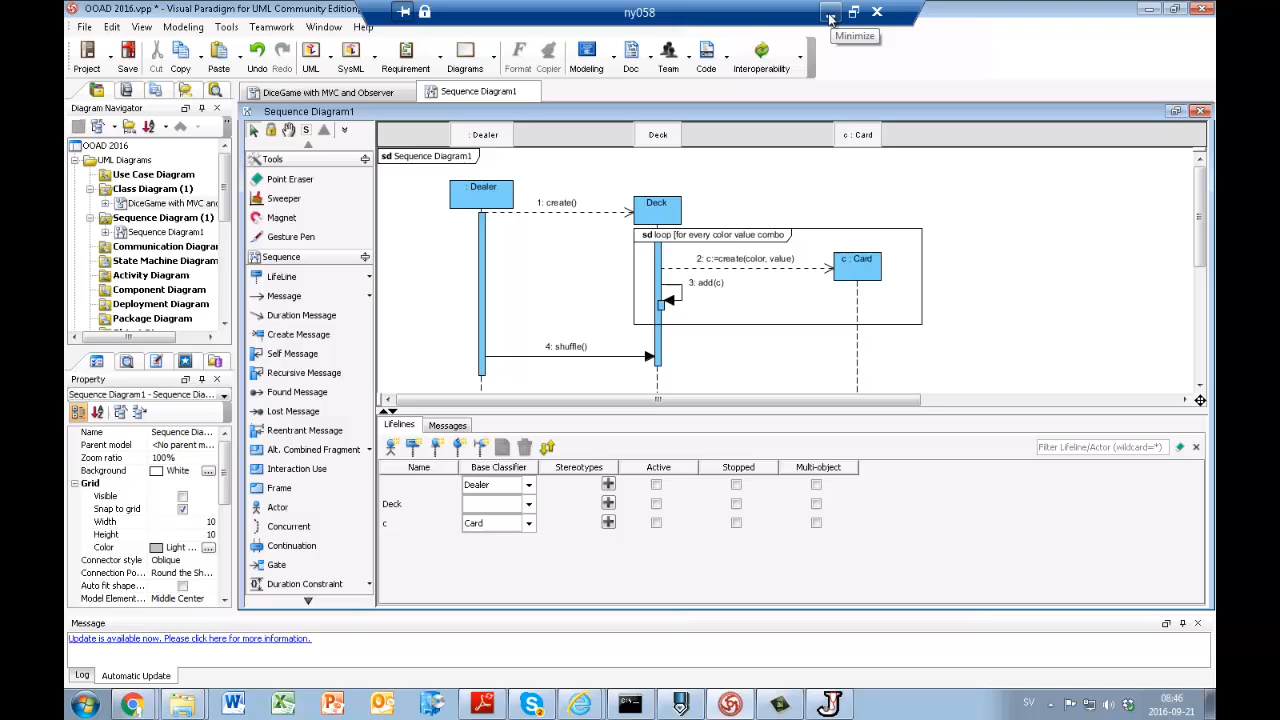 OOAD 2016.vpp * - Visual Paradigm for UML Community Edition
ny058
Minimize
File Edit View Modeling Tools Teamwork Window Help
Project Save Cut Copy Paste Undo Redo UML SysML Requirement Diagrams Format Copier Modeling Doc Team Code Interoperability
DiceGame with MVC and Observer
Sequence Diagram1
Diagram Navigator
OOAD 2016
UML Diagrams
Use Case Diagram
Class Diagram (1)
DiceGame with MVC
Sequence Diagram (1)
Sequence Diagram1
Communication Diagram
State Machine Diagram
Activity Diagram
Component Diagram
Deployment Diagram
Package Diagram
Property
Sequence Diagram1 - Sequence Dia...
Name Sequence Dia...
Parent model <No parent m...
Zoom ratio 100%
Background White
Grid
Visible
Snap to grid
Width 10
Height 10
Color Light ...
Connector style Oblique
Connection Po... Round the Sh...
Auto fit shape...
Model Element... Middle Center
Sequence Diagram1
S
Tools
Point Eraser
Sweeper
Magnet
Gesture Pen
Sequence
LifeLine
Message
Duration Message
Create Message
Self Message
Recursive Message
Found Message
Lost Message
Reentrant Message
Alt. Combined Fragment
Interaction Use
Frame
Actor
Concurrent
Continuation
Gate
Duration Constraint
: Dealer Deck c : Card
sd Sequence Diagram1
: Dealer
1: create()
Deck
sd loop [for every color value combo
2: c:=create(color, value)
c : Card
3: add(c)
4: shuffle()
Lifelines Messages
Filter Lifeline/Actor (wildcard=*)
Name Base Classifier Stereotypes Active Stopped Multi-object
Dealer
Deck
c Card
Message
Update is available now. Please click here for more information.
Log Automatic Update
SV
08:46
2016-09-21